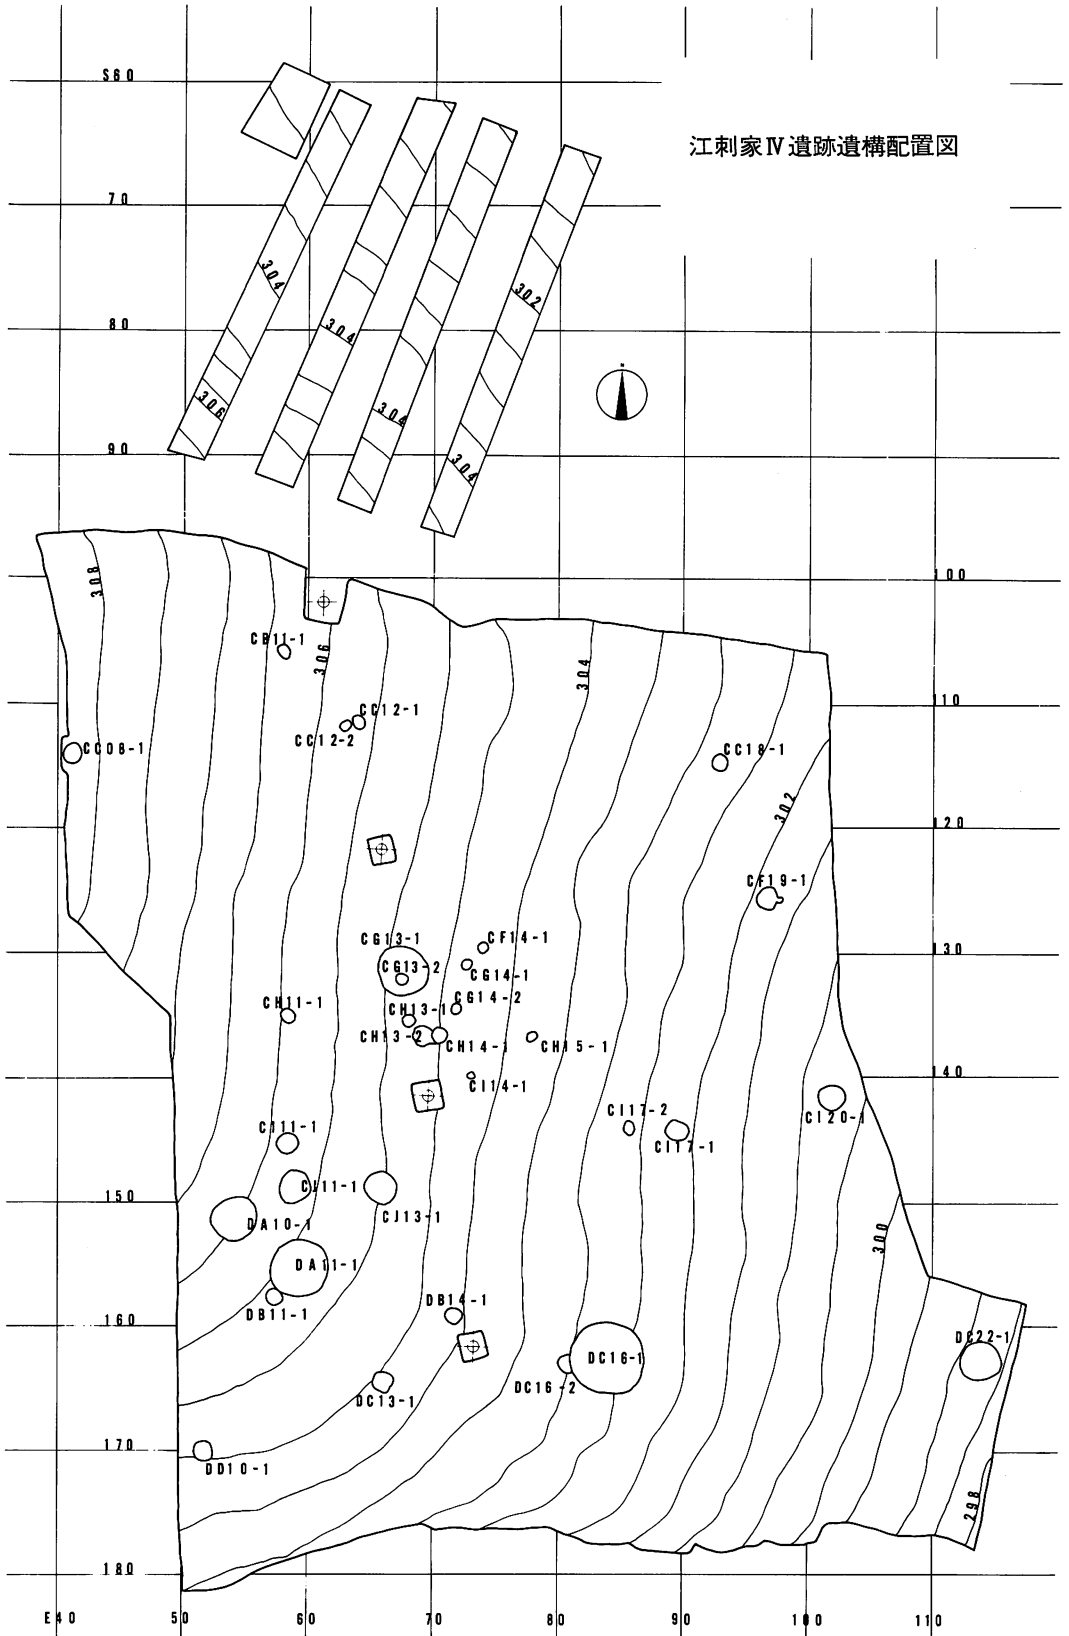 S60
江刺家Ⅳ遺跡遺構配置図
70
304
302
80
304
306
304
90
304
308
100
CB11-1
306
304
CC12-1
110
CC12-2
CC08-1
CC18-1
302
120
CF19-1
CG13-1
CF14-1
130
CG13-2
CG14-1
CG14-2
CH11-1
CH13-1
CH13-2
CH14-1
CH15-1
140
CI14-1
CI17-2
CI20-1
CI11-1
CI17-1
CJ11-1
150
CJ13-1
DA10-1
300
DA11-1
DB14-1
DB11-1
160
DC22-1
DC16-1
DC16-2
DC13-1
170
DD10-1
298
180
E40
50
60
70
80
90
100
110